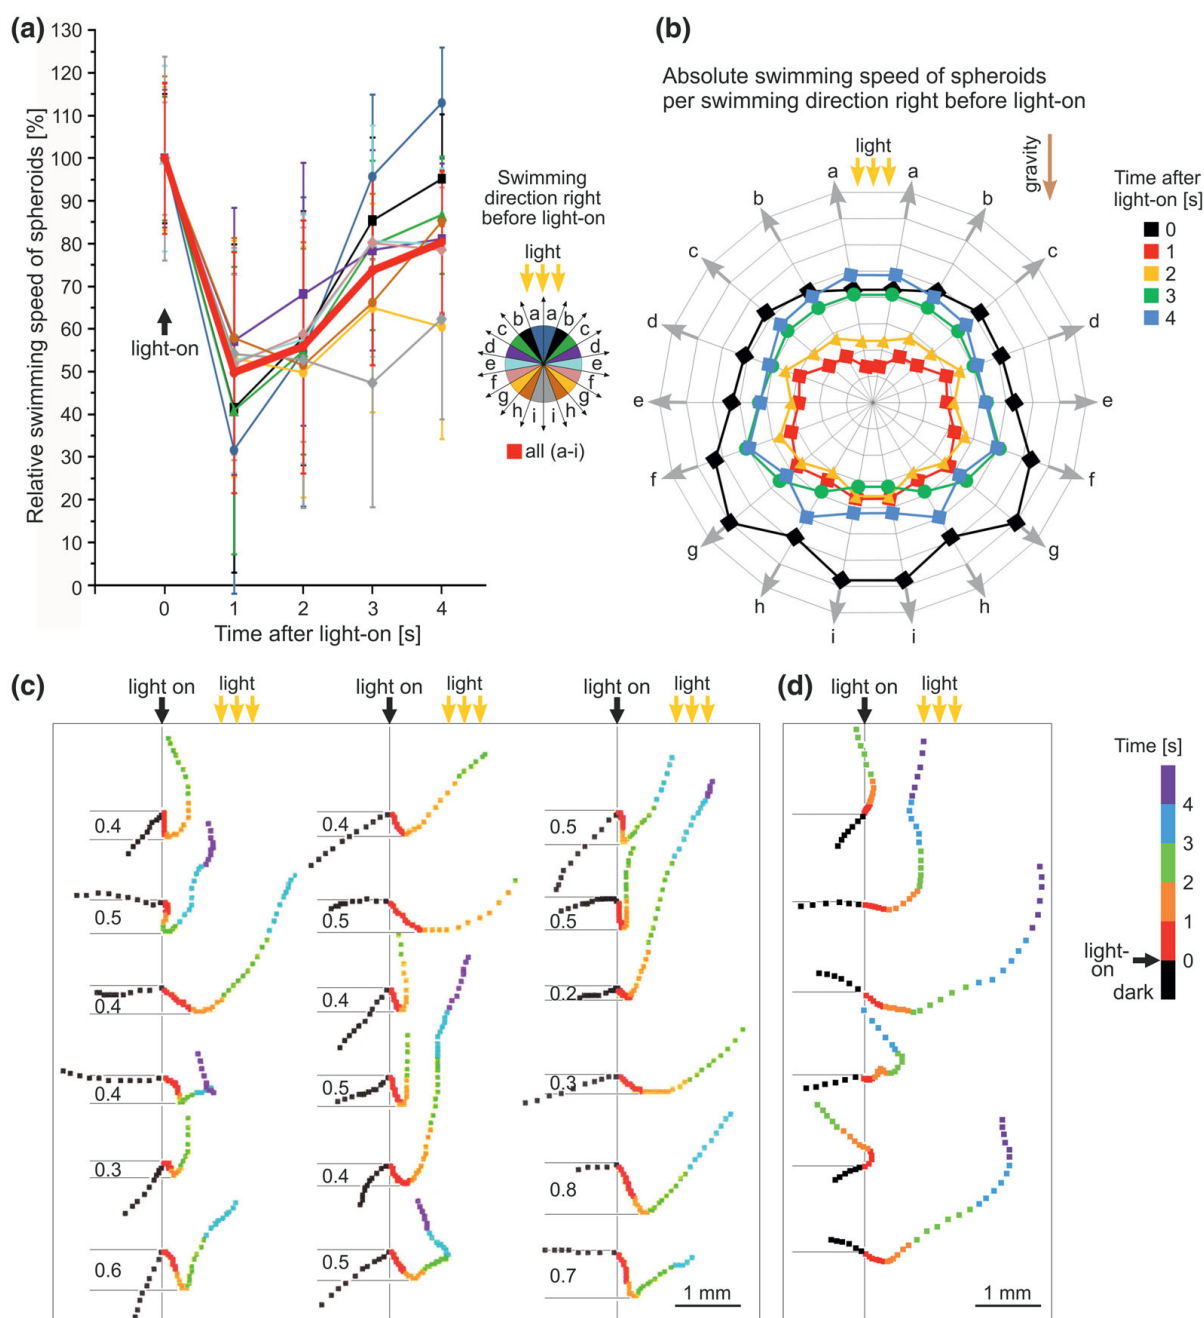 (a)
Relative swimming speed of spheroids [%]
130
120
110
100
90
80
70
60
50
40
30
20
10
0
light-on
0 1 2 3 4
Time after light-on [s]
Swimming
direction right
before light-on
light
a a
b b
c c
d d
e e
f f
g g
h h
i i
all (a-i)
(b)
Absolute swimming speed of spheroids
per swimming direction right before light-on
light
gravity
a a
b b
c c
d d
e e
f f
g g
h h
i i
Time after
light-on [s]
0
1
2
3
4
(c)
light on light
light on light
light on light
0.4 0.4 0.5
0.5 0.5 0.5
0.4 0.4 0.2
0.4 0.5 0.3
0.3 0.4 0.8
0.6 0.5 0.7
1 mm
(d)
light on light
1 mm
Time [s]
4
3
2
1
0
light-
on
dark